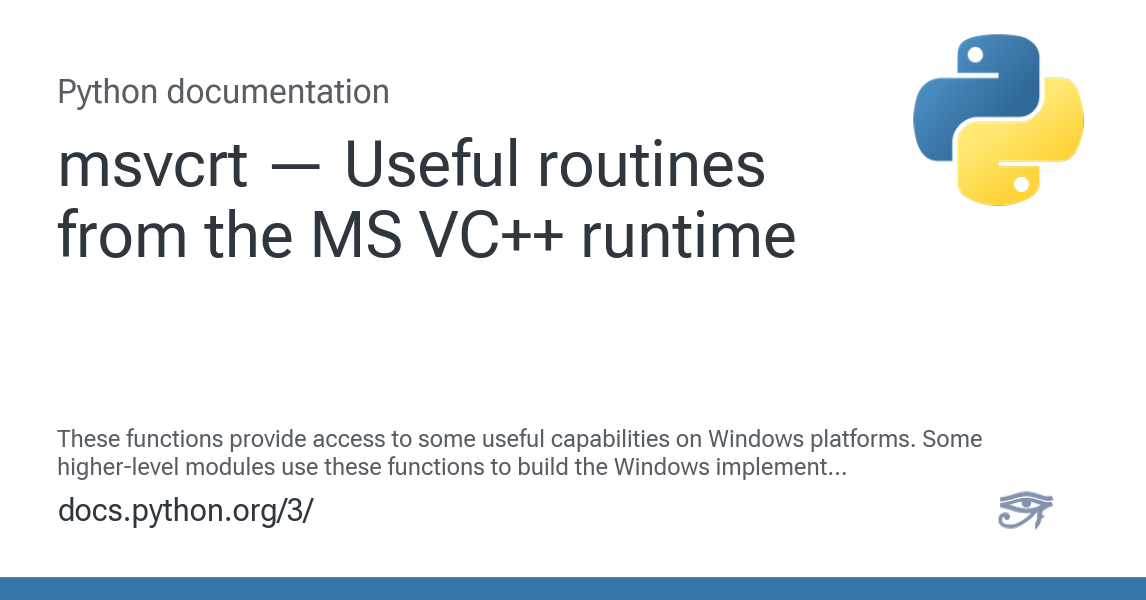 Python documentation
msvcrt — Useful routines
from the MS VC++ runtime
These functions provide access to some useful capabilities on Windows platforms. Some
higher-level modules use these functions to build the Windows implement...
docs.python.org/3/